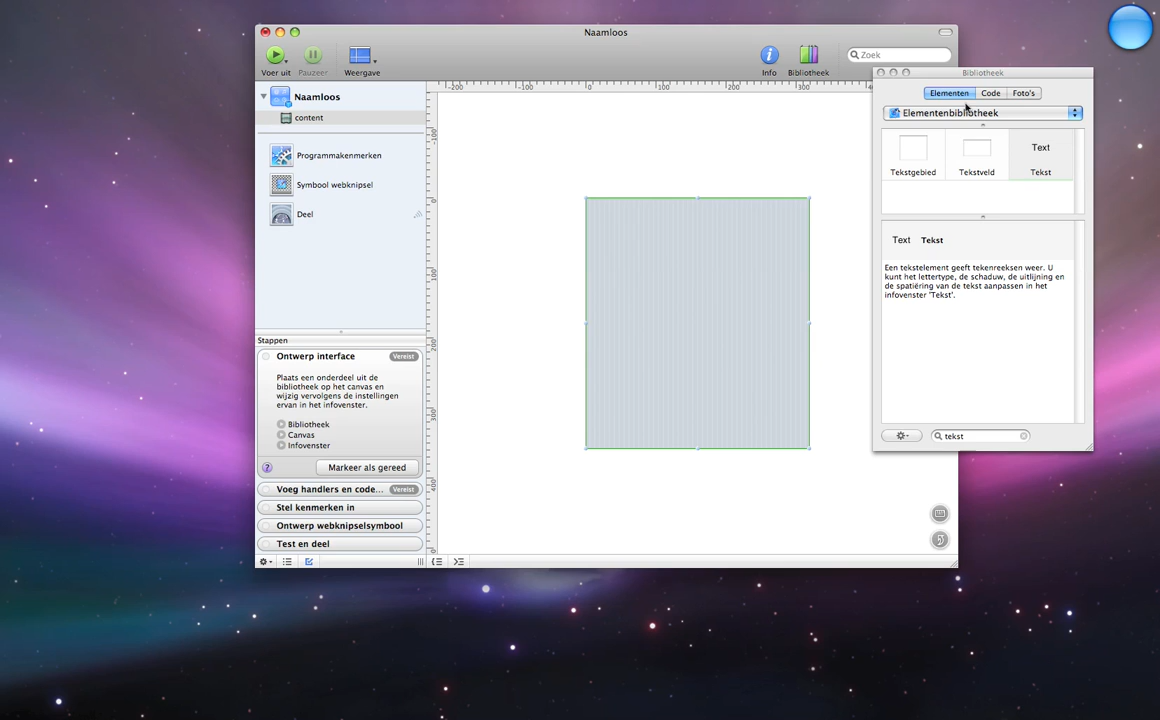 Naamloos
Voer uit
Pauzeer
Weergave
Info
Bibliotheek
Zoek
Naamloos
content
Programmakenmerken
Symbool webknipsel
Deel
Stappen
Ontwerp interface
Vereist
Plaats een onderdeel uit de
bibliotheek op het canvas en
wijzig vervolgens de instellingen
ervan in het infovenster.
Bibliotheek
Canvas
Infovenster
?
Markeer als gereed
Voeg handlers en code...
Vereist
Stel kenmerken in
Ontwerp webknipselsymbool
Test en deel
-200
-100
0
100
200
300
-100
0
100
200
300
400
Bibliotheek
Elementen
Code
Foto's
Elementenbibliotheek
Text
Tekstgebied
Tekstveld
Tekst
Text
Tekst
Een tekstelement geeft tekenreeksen weer. U
kunt het lettertype, de schaduw, de uitlijning en
de spatiëring van de tekst aanpassen in het
infovenster 'Tekst'.
tekst